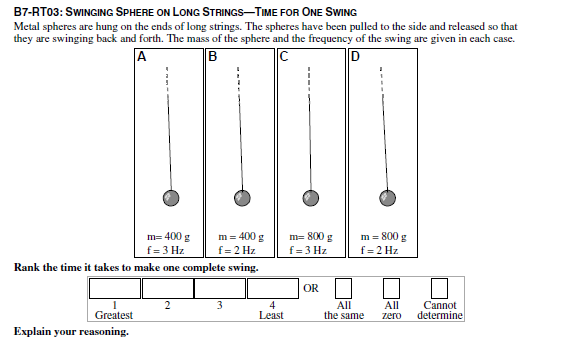 B7-RT03: SWINGING SPHERE ON LONG STRINGS—TIME FOR ONE SWING
Metal spheres are hung on the ends of long strings. The spheres have been pulled to the side and released so that
they are swinging back and forth. The mass of the sphere and the frequency of the swing are given in each case.
A B C D
m= 400 g m = 400 g m= 800 g m = 800 g
f = 3 Hz f = 2 Hz f = 3 Hz f = 2 Hz
Rank the time it takes to make one complete swing.
OR
1 2 3 4 All All Cannot
Greatest Least the same zero determine
Explain your reasoning.